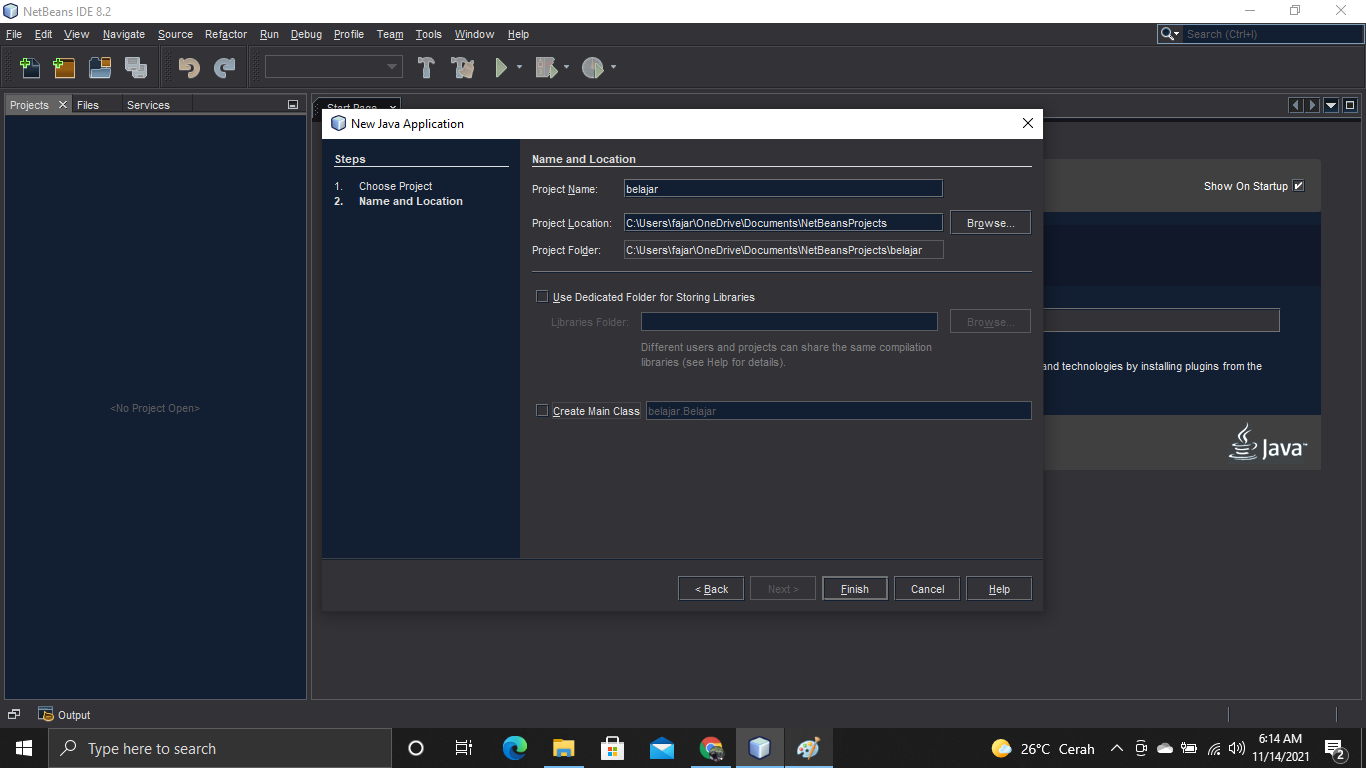 NetBeans IDE 8.2
File Edit View Navigate Source Refactor Run Debug Profile Team Tools Window Help
Search (Ctrl+I)
Projects Files Services
Start Page
New Java Application
Steps
1. Choose Project
2. Name and Location
Name and Location
Project Name: belajar
Project Location: C:\Users\fajar\OneDrive\Documents\NetBeansProjects Browse...
Project Folder: C:\Users\fajar\OneDrive\Documents\NetBeansProjects\belajar
Use Dedicated Folder for Storing Libraries
Libraries Folder: Browse...
Different users and projects can share the same compilation
libraries (see Help for details).
Create Main Class belajar.Belajar
< Back Next > Finish Cancel Help
Show On Startup
and technologies by installing plugins from the
Java™
<No Project Open>
Output
Type here to search
26°C Cerah
6:14 AM
11/14/2021
2